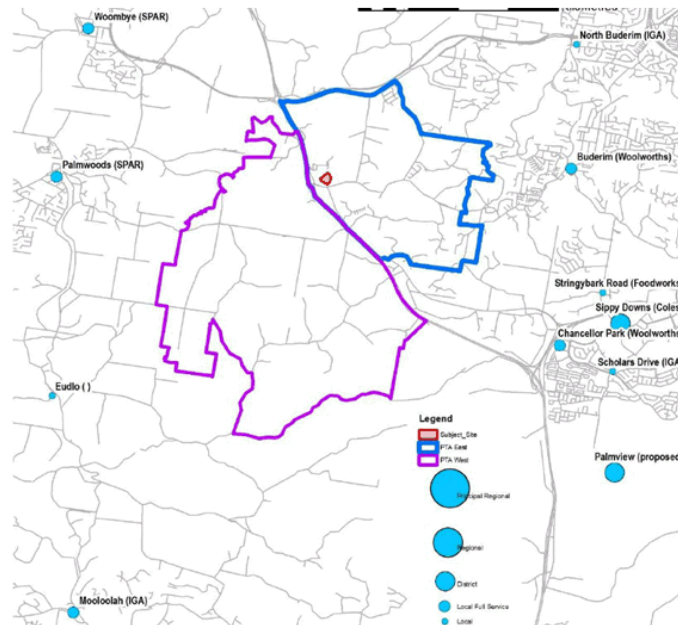 Woombye (SPAR)
North Buderim (IGA)
Palmwoods (SPAR)
Buderim (Woolworths)
Stringybark Road (Foodworks
Sippy Downs (Coles
Chancellor Park (Woolworths
Scholars Drive (IGA
Eudlo ( )
Palmview (proposed
Mooloolah (IGA)
Legend
Subject_Site
PTA East
PTA West
Principal Regional
Regional
District
Local Full Service
Local